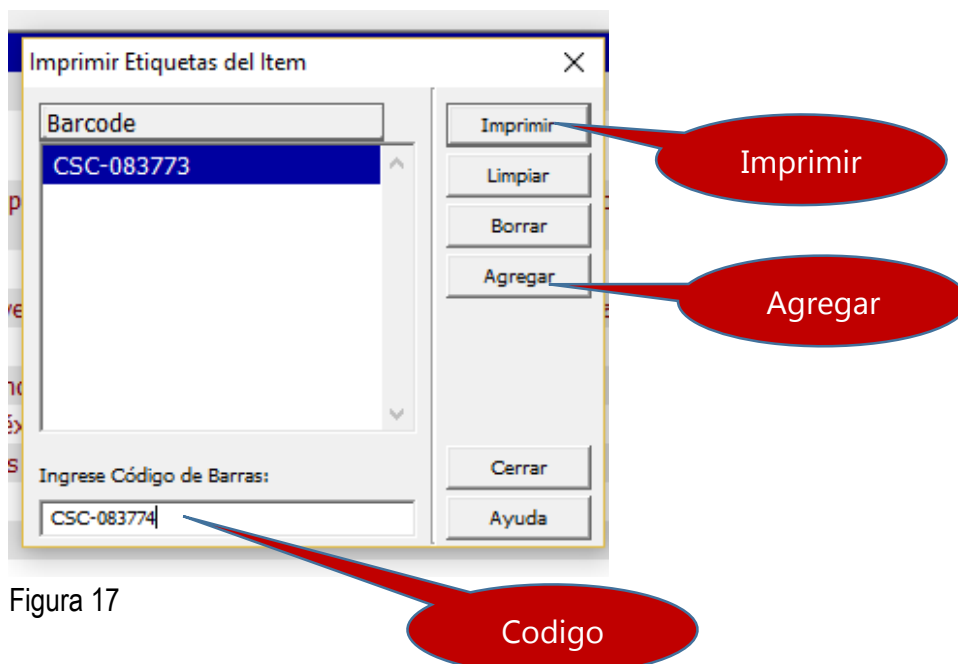 Imprimir Etiquetas del Item
Barcode
CSC-083773
Imprimir
Limpiar
Borrar
Agregar
Ingrese Código de Barras:
CSC-083774
Cerrar
Ayuda
Imprimir
Agregar
Codigo
Figura 17